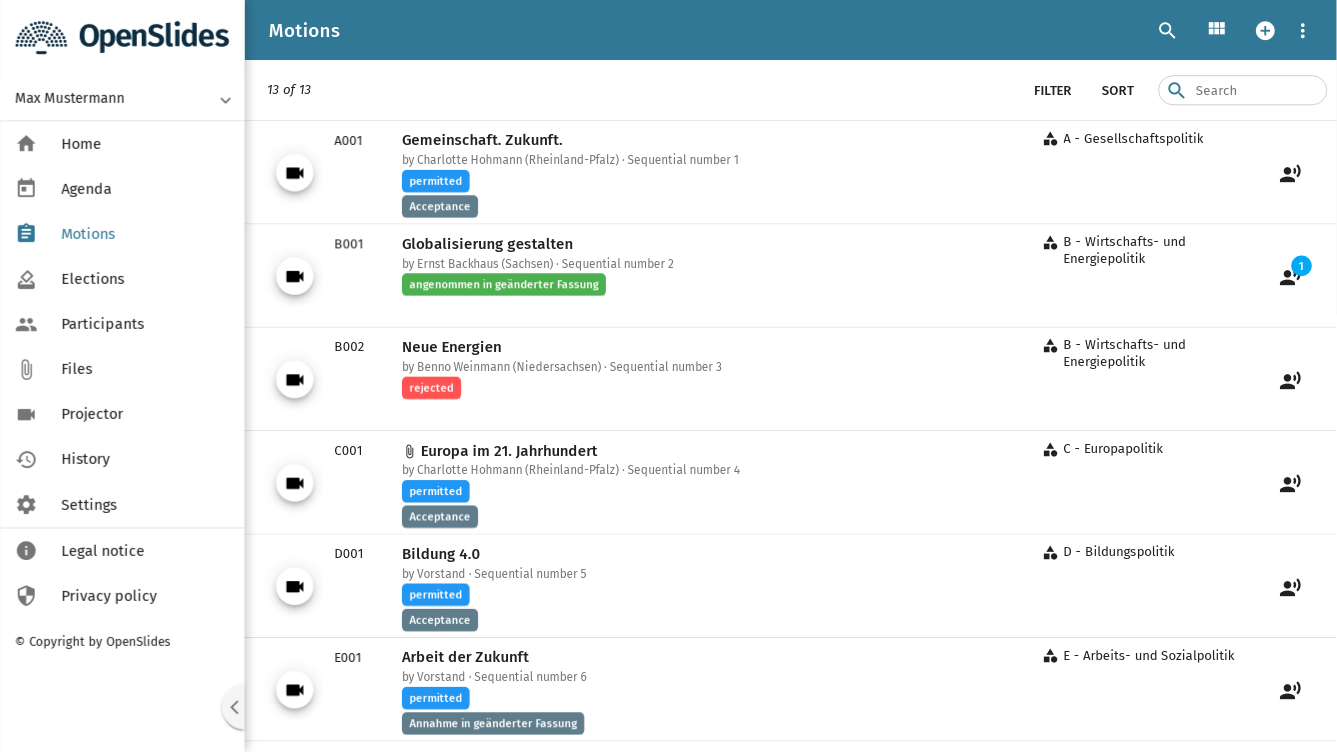 OpenSlides
Max Mustermann
Home
Agenda
Motions
Elections
Participants
Files
Projector
History
Settings
Legal notice
Privacy policy
© Copyright by OpenSlides
Motions
13 of 13
FILTER SORT Search
A001
Gemeinschaft. Zukunft.
by Charlotte Hohmann (Rheinland-Pfalz) · Sequential number 1
permitted
Acceptance
A - Gesellschaftspolitik
B001
Globalisierung gestalten
by Ernst Backhaus (Sachsen) · Sequential number 2
angenommen in geänderter Fassung
B - Wirtschafts- und
Energiepolitik
1
B002
Neue Energien
by Benno Weinmann (Niedersachsen) · Sequential number 3
rejected
B - Wirtschafts- und
Energiepolitik
C001
Europa im 21. Jahrhundert
by Charlotte Hohmann (Rheinland-Pfalz) · Sequential number 4
permitted
Acceptance
C - Europapolitik
D001
Bildung 4.0
by Vorstand · Sequential number 5
permitted
Acceptance
D - Bildungspolitik
E001
Arbeit der Zukunft
by Vorstand · Sequential number 6
permitted
Annahme in geänderter Fassung
E - Arbeits- und Sozialpolitik